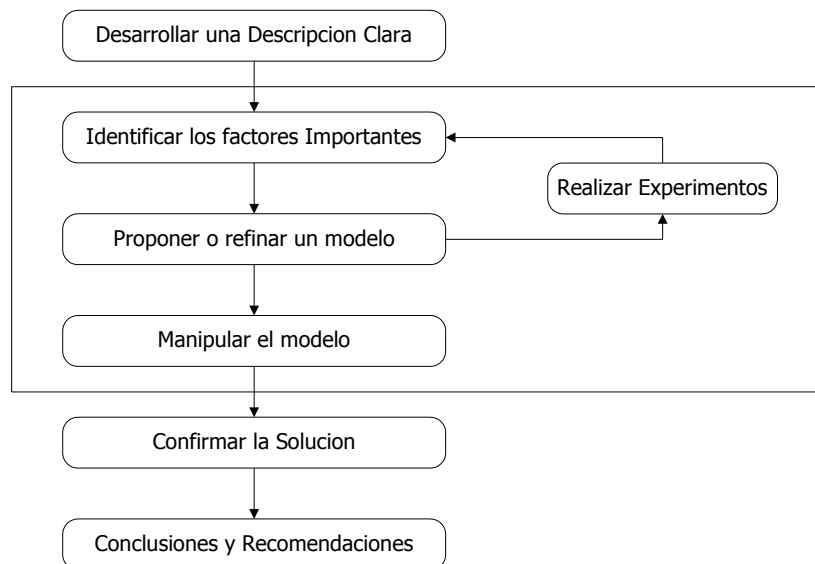 Desarrollar una Descripcion Clara
Identificar los factores Importantes
Realizar Experimentos
Proponer o refinar un modelo
Manipular el modelo
Confirmar la Solucion
Conclusiones y Recomendaciones